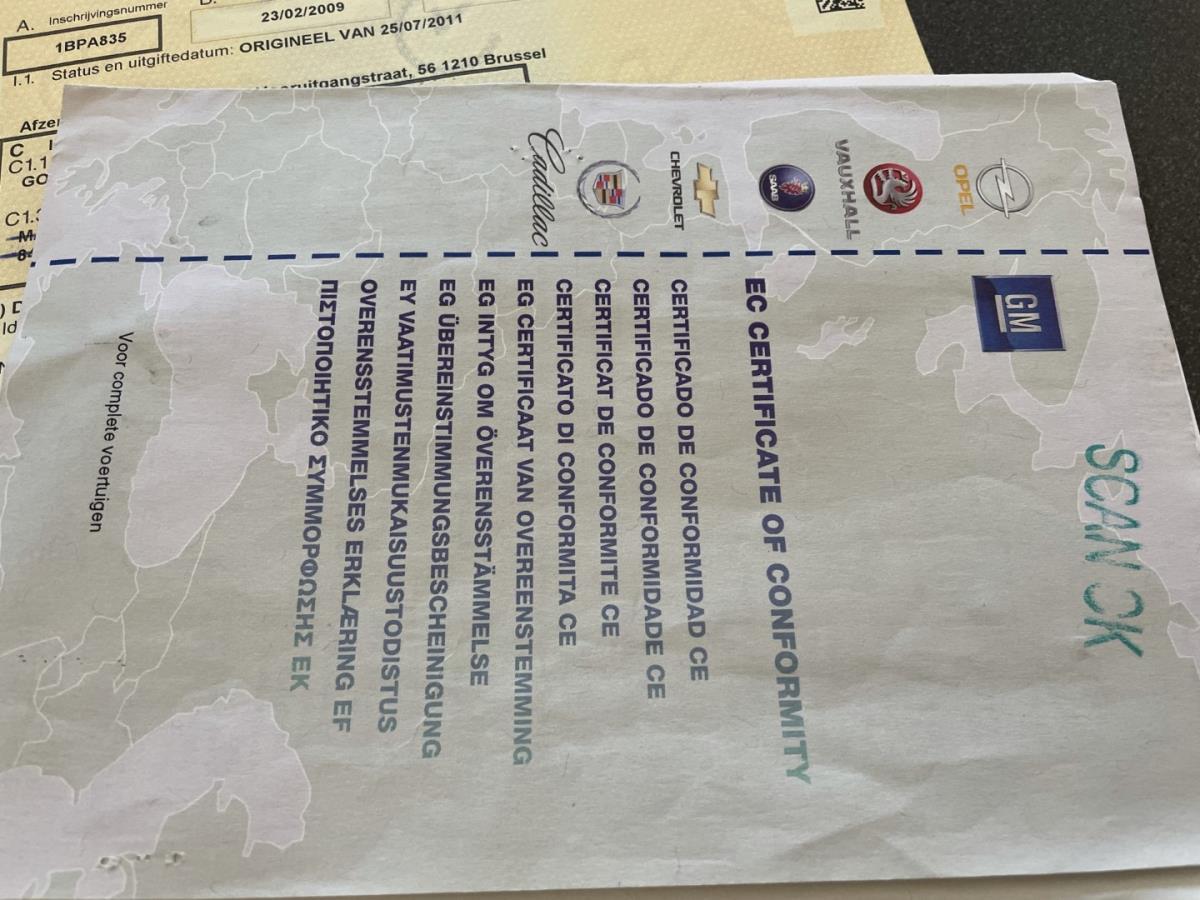 A. Inschrijvingsnummer
1BPA835
23/02/2009
I.1. Status en uitgiftedatum: ORIGINEEL VAN 25/07/2011
56 1210 Brussel
C
C1.1
GO
SCAN OK
GM
OPEL
VAUXHALL
SAAB
CHEVROLET
Cadillac
EC CERTIFICATE OF CONFORMITY
CERTIFICADO DE CONFORMIDAD CE
CERTIFICADO DE CONFORMIDADE CE
CERTIFICAT DE CONFORMITE CE
CERTIFICATO DI CONFORMITA CE
EG CERTIFICAAT VAN OVEREENSTEMMING
EG INTYG OM ÖVERENSSTÄMMELSE
EG ÜBEREINSTIMMUNGSBESCHEINIGUNG
EY VAATIMUSTENMUKAISUUSTODISTUS
OVERENSSTEMMELSES ERKLÆRING EF
ΠΙΣΤΟΠΟΙΗΤΙΚΟ ΣΥΜΜΟΡΦΩΣΗΣ ΕΚ
Voor complete voertuigen